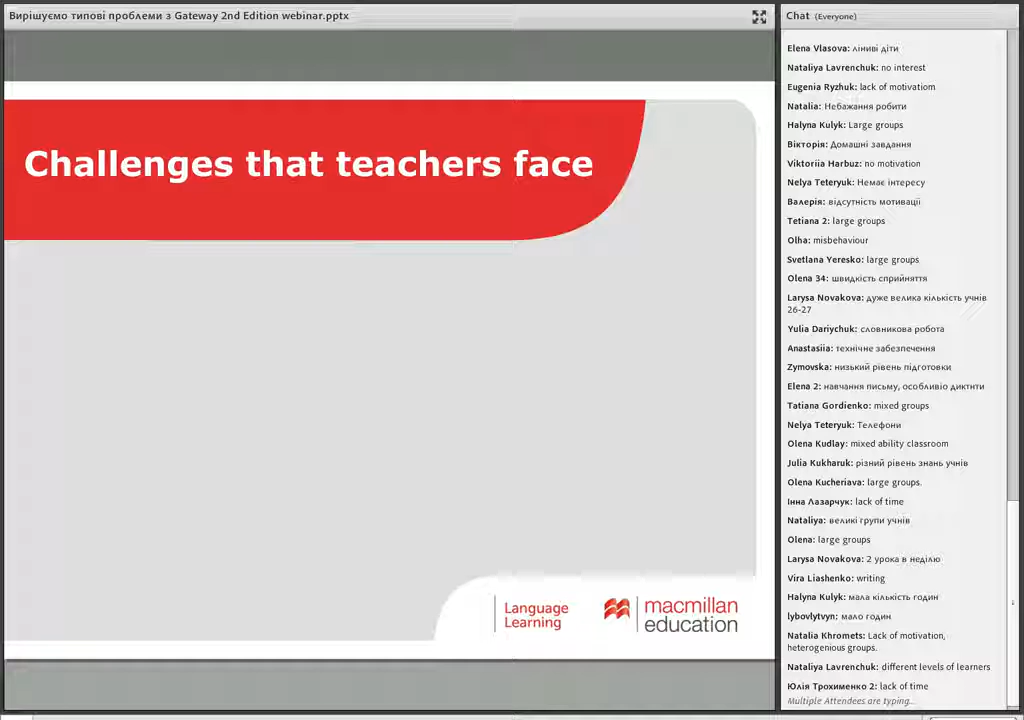 Вирішуємо типові проблеми з Gateway 2nd Edition webinar.pptx
Challenges that teachers face
Language
Learning
macmillan
education
Chat (Everyone)
Elena Vlasova: ліниві діти
Nataliya Lavrenchuk: no interest
Eugenia Ryzhuk: lack of motivatiom
Natalia: Небажання робити
Halyna Kulyk: Large groups
Вікторія: Домашні завдання
Viktoriia Harbuz: no motivation
Nelya Teteryuk: Немає інтересу
Валерія: відсутність мотивації
Tetiana 2: large groups
Olha: misbehaviour
Svetlana Yeresko: large groups
Olena 34: швидкість сприйняття
Larysa Novakova: дуже велика кількість учнів
26-27
Yulia Dariychuk: словникова робота
Anastasiia: технічне забезпечення
Zymovska: низький рівень підготовки
Elena 2: навчання письму, особливіо диктнти
Tatiana Gordienko: mixed groups
Nelya Teteryuk: Телефони
Olena Kudlay: mixed ability classroom
Julia Kukharuk: різний рівень знань учнів
Olena Kucheriava: large groups.
Інна Лазарчук: lack of time
Nataliya: великі групи учнів
Olena: large groups
Larysa Novakova: 2 урока в неділю
Vira Liashenko: writing
Halyna Kulyk: мала кількість годин
lybovlytvyn: мало годин
Natalia Khromets: Lack of motivation,
heterogenious groups.
Nataliya Lavrenchuk: different levels of learners
Юлія Трохименко 2: lack of time
Multiple Attendees are typing...